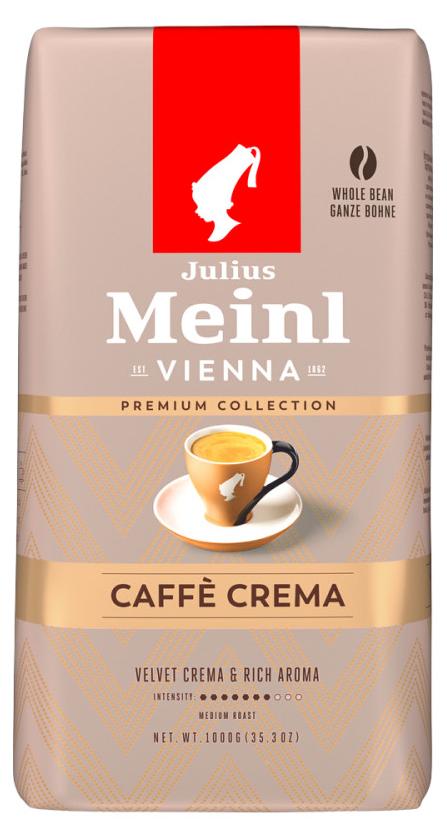 WHOLE BEAN
GANZE BOHNE
Julius
Meinl
EST VIENNA 1862
PREMIUM COLLECTION
CAFFÈ CREMA
VELVET CREMA & RICH AROMA
INTENSITY:
MEDIUM ROAST
NET. WT. 1000G (35.3 OZ)